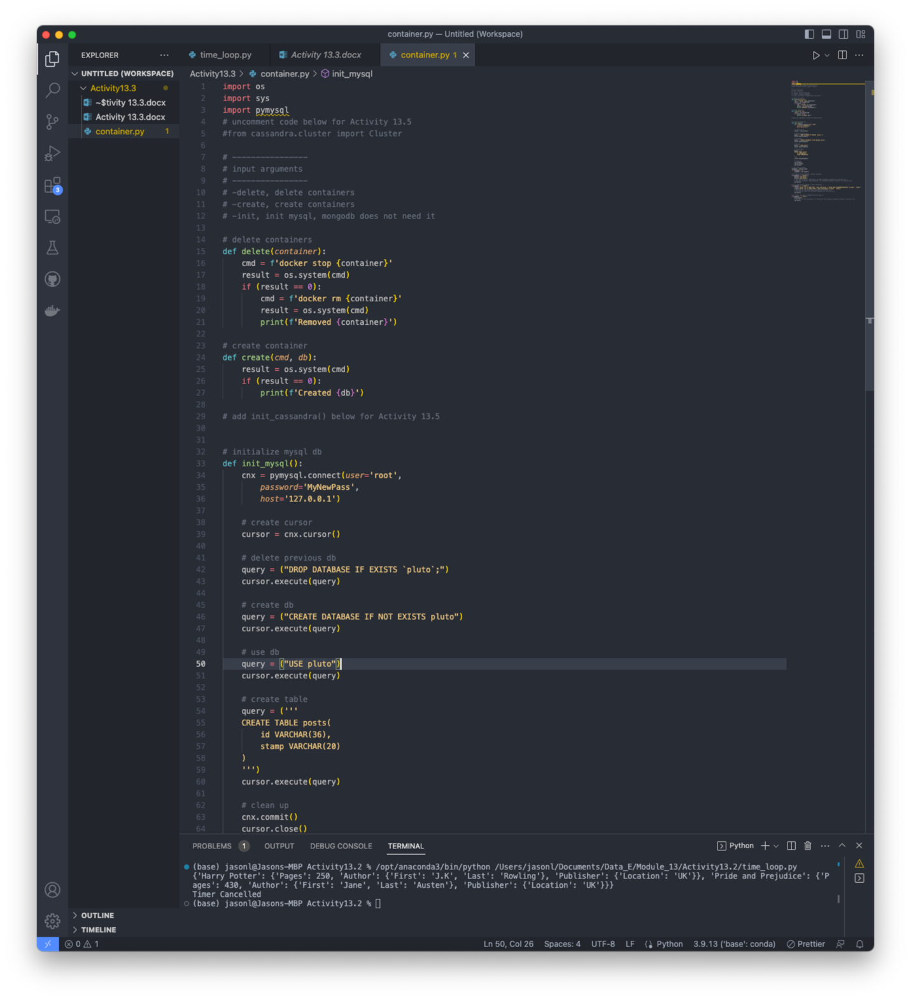 container.py — Untitled (Workspace)
EXPLORER
time_loop.py
Activity 13.3.docx
container.py 1
UNTITLED (WORKSPACE)
Activity13.3
~$tivity 13.3.docx
Activity 13.3.docx
container.py 1
3
Activity13.3 > container.py > init_mysql
1 import os
2 import sys
3 import pymysql
4 # uncomment code below for Activity 13.5
5 #from cassandra.cluster import Cluster
6
7 # ----------------
8 # input arguments
9 # ----------------
10 # -delete, delete containers
11 # -create, create containers
12 # -init, init mysql, mongodb does not need it
13
14 # delete containers
15 def delete(container):
16     cmd = f'docker stop {container}'
17     result = os.system(cmd)
18     if (result == 0):
19         cmd = f'docker rm {container}'
20         result = os.system(cmd)
21         print(f'Removed {container}')
22
23 # create container
24 def create(cmd, db):
25     result = os.system(cmd)
26     if (result == 0):
27         print(f'Created {db}')
28
29 # add init_cassandra() below for Activity 13.5
30
31
32 # initialize mysql db
33 def init_mysql():
34     cnx = pymysql.connect(user='root',
35         password='MyNewPass',
36         host='127.0.0.1')
37
38     # create cursor
39     cursor = cnx.cursor()
40
41     # delete previous db
42     query = ("DROP DATABASE IF EXISTS `pluto`;")
43     cursor.execute(query)
44
45     # create db
46     query = ("CREATE DATABASE IF NOT EXISTS pluto")
47     cursor.execute(query)
48
49     # use db
50     query = ("USE pluto")
51     cursor.execute(query)
52
53     # create table
54     query = ('''
55     CREATE TABLE posts(
56         id VARCHAR(36),
57         stamp VARCHAR(20)
58     )
59     ''')
60     cursor.execute(query)
61
62     # clean up
63     cnx.commit()
64     cursor.close()
PROBLEMS 1 OUTPUT DEBUG CONSOLE TERMINAL
Python
(base) jasonl@Jasons-MBP Activity13.2 % /opt/anaconda3/bin/python /Users/jasonl/Documents/Data_E/Module_13/Activity13.2/time_loop.py
{'Harry Potter': {'Pages': 250, 'Author': {'First': 'J.K', 'Last': 'Rowling'}, 'Publisher': {'Location': 'UK'}}, 'Pride and Prejudice': {'P
ages': 430, 'Author': {'First': 'Jane', 'Last': 'Austen'}, 'Publisher': {'Location': 'UK'}}}
Timer Cancelled
(base) jasonl@Jasons-MBP Activity13.2 %
OUTLINE
TIMELINE
0 1
Ln 50, Col 26 Spaces: 4 UTF-8 LF Python 3.9.13 ('base': conda) Prettier